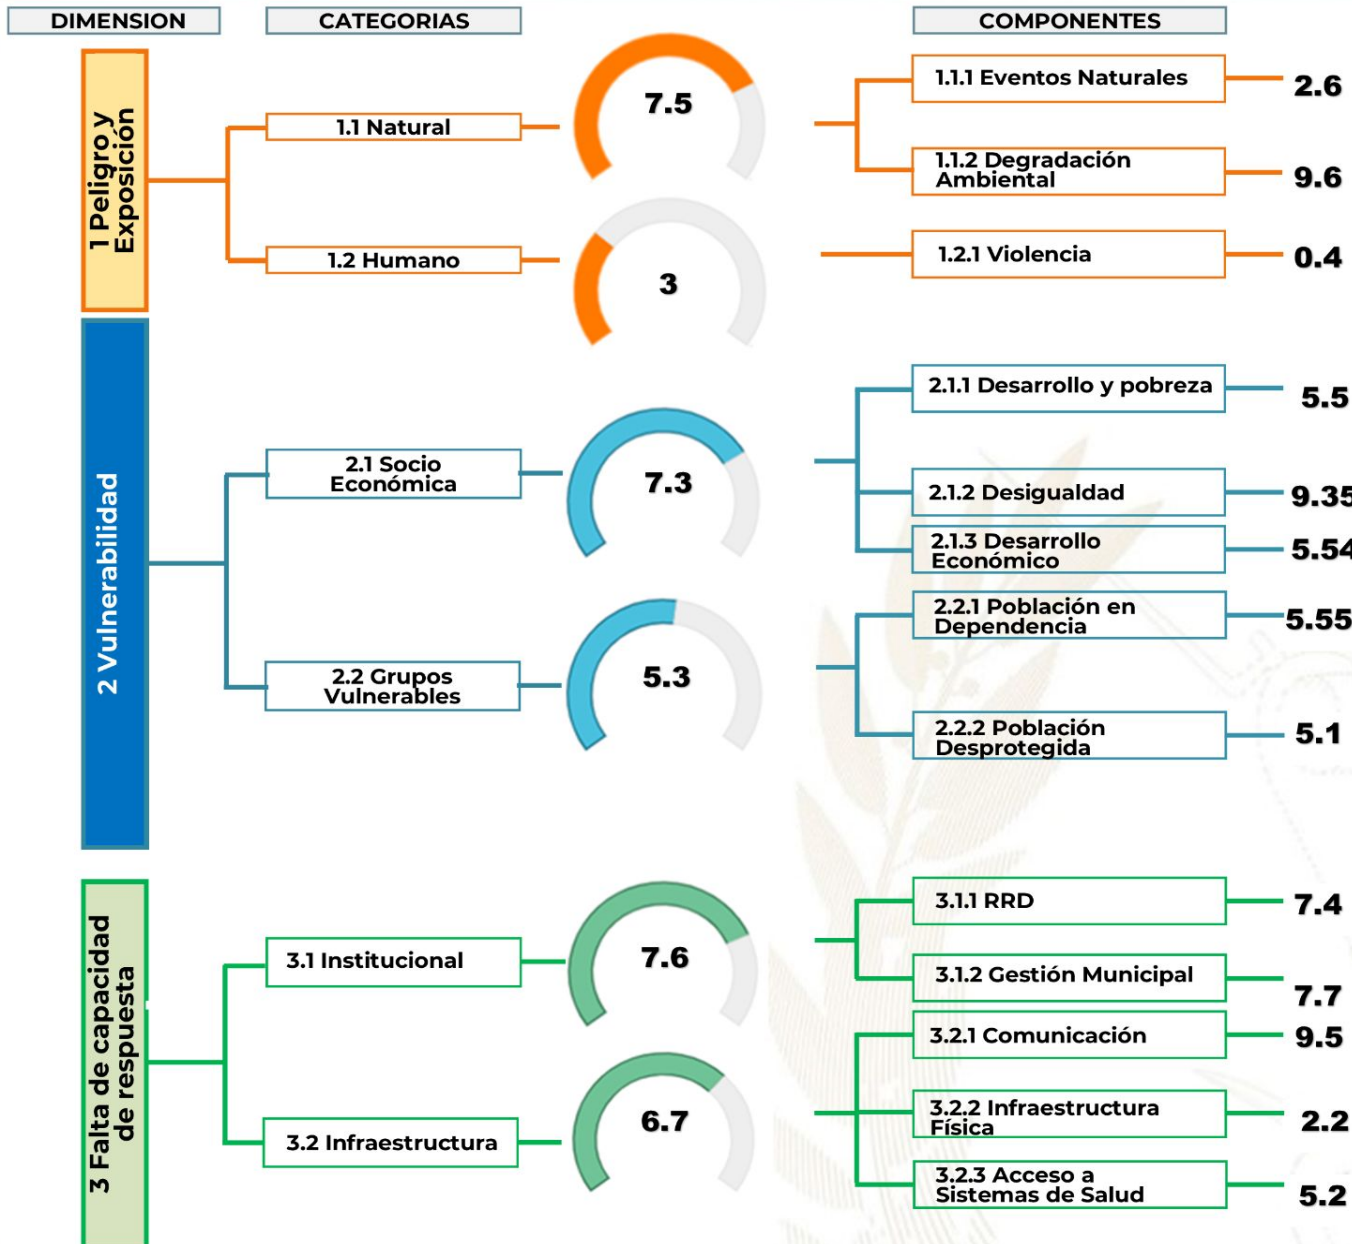 DIMENSION
CATEGORIAS
COMPONENTES
1 Peligro y
Exposición
1.1 Natural
7.5
1.1.1 Eventos Naturales
2.6
1.1.2 Degradación
Ambiental
9.6
1.2 Humano
3
1.2.1 Violencia
0.4
2 Vulnerabilidad
2.1 Socio
Económica
7.3
2.1.1 Desarrollo y pobreza
5.5
2.1.2 Desigualdad
9.35
2.1.3 Desarrollo
Económico
5.54
2.2 Grupos
Vulnerables
5.3
2.2.1 Población en
Dependencia
5.55
2.2.2 Población
Desprotegida
5.1
3 Falta de capacidad
de respuesta
3.1 Institucional
7.6
3.1.1 RRD
7.4
3.1.2 Gestión Municipal
7.7
3.2 Infraestructura
6.7
3.2.1 Comunicación
9.5
3.2.2 Infraestructura
Física
2.2
3.2.3 Acceso a
Sistemas de Salud
5.2